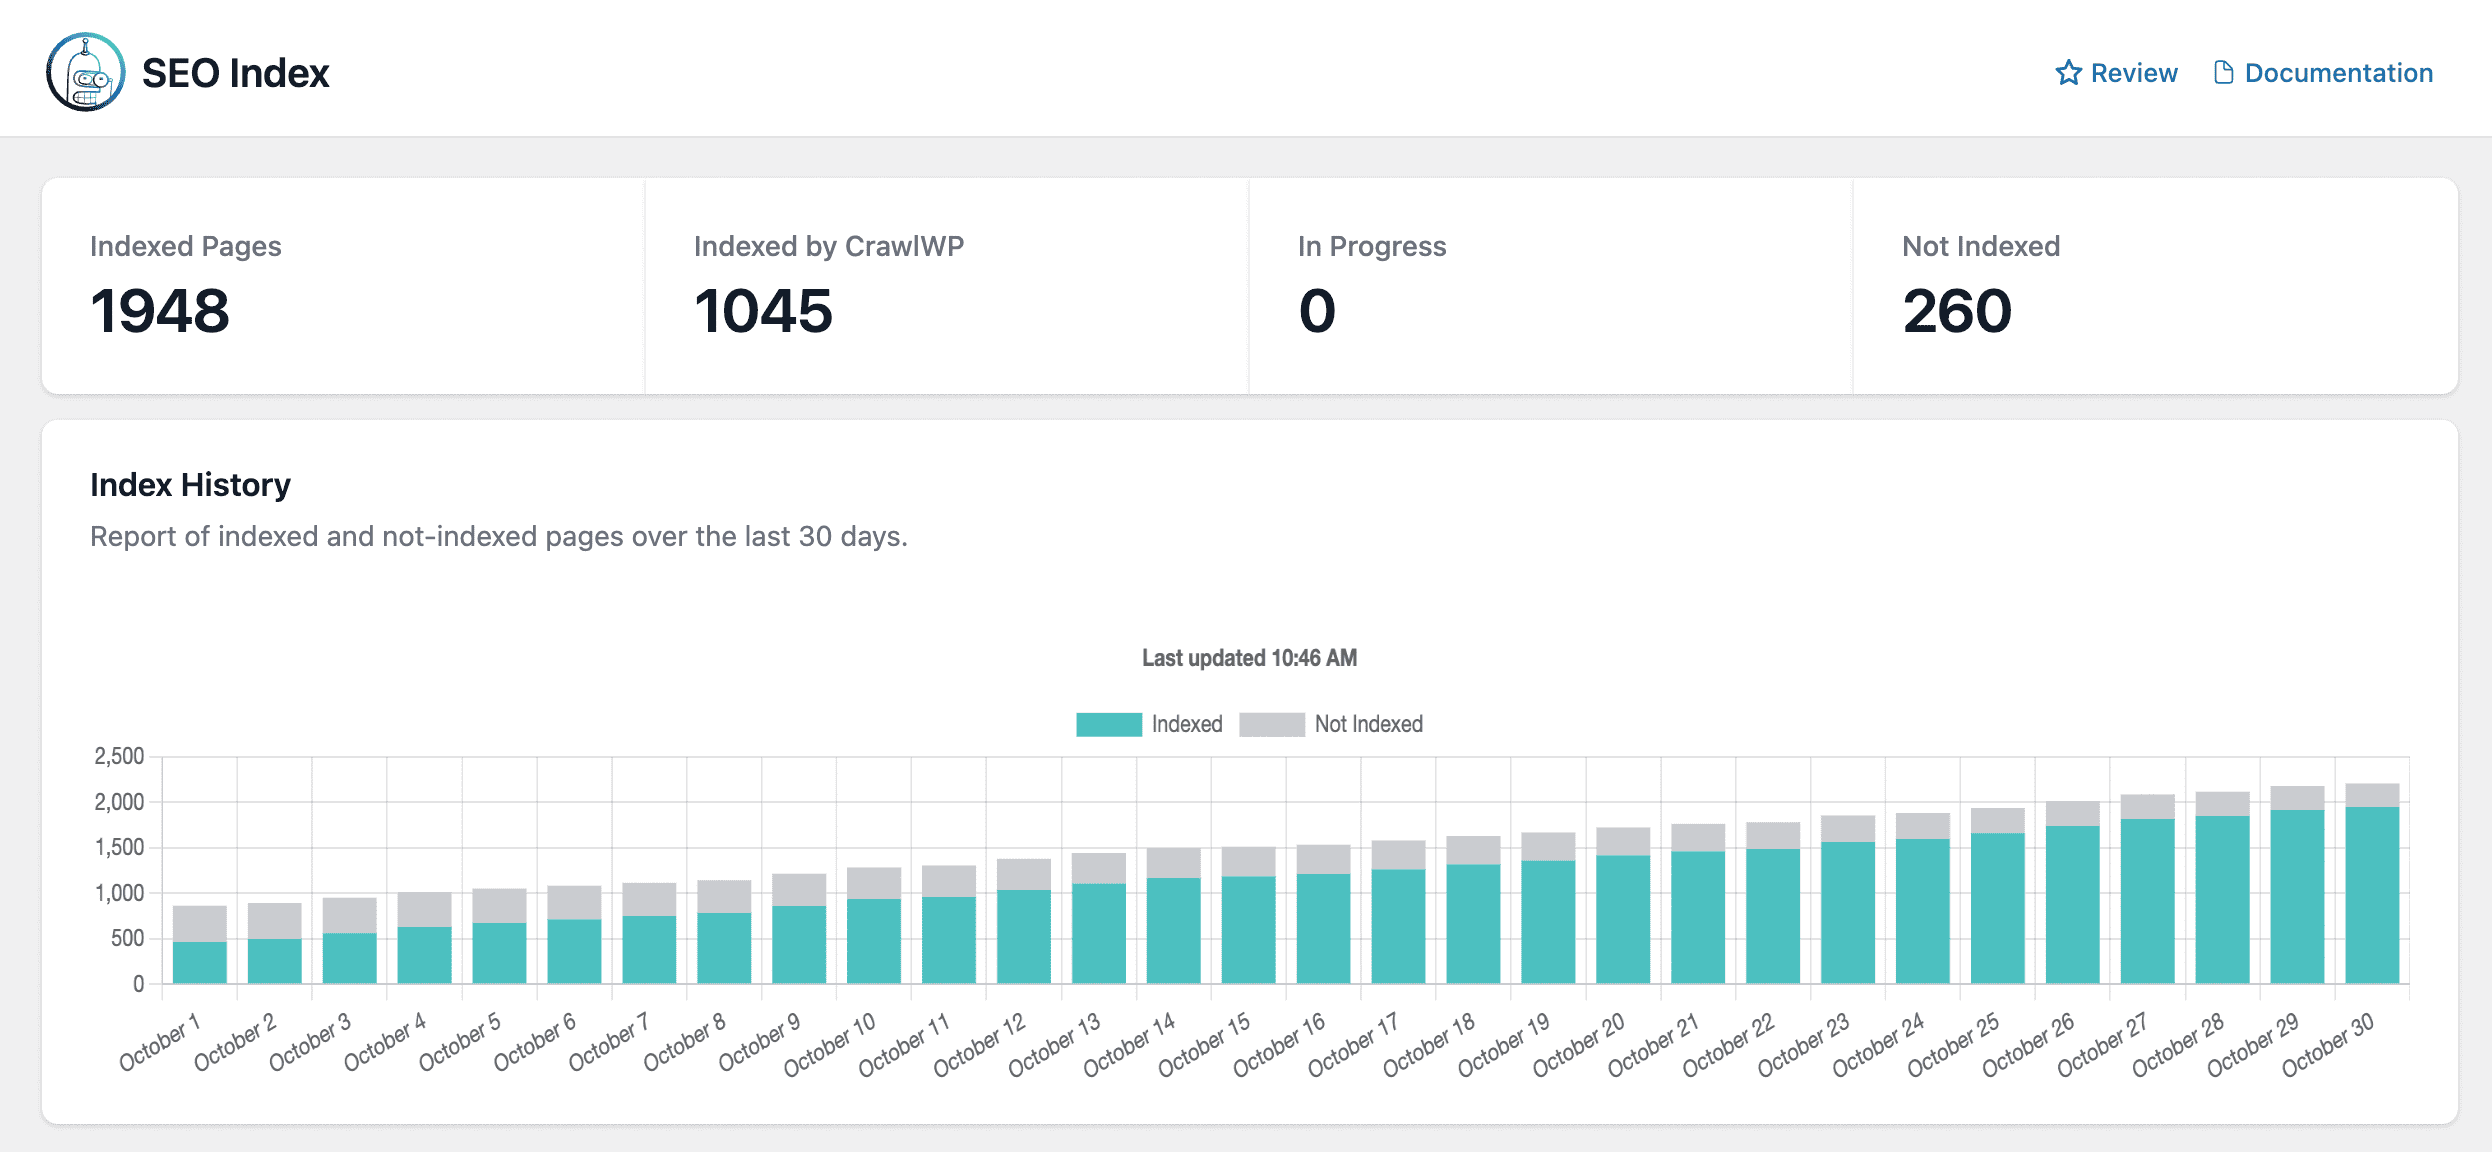 SEO Index
Review
Documentation
Indexed Pages
1948
Indexed by CrawlWP
1045
In Progress
0
Not Indexed
260
Index History
Report of indexed and not-indexed pages over the last 30 days.
Last updated 10:46 AM
Indexed
Not Indexed
2,500
2,000
1,500
1,000
500
0
October 1
October 2
October 3
October 4
October 5
October 6
October 7
October 8
October 9
October 10
October 11
October 12
October 13
October 14
October 15
October 16
October 17
October 18
October 19
October 20
October 21
October 22
October 23
October 24
October 25
October 26
October 27
October 28
October 29
October 30